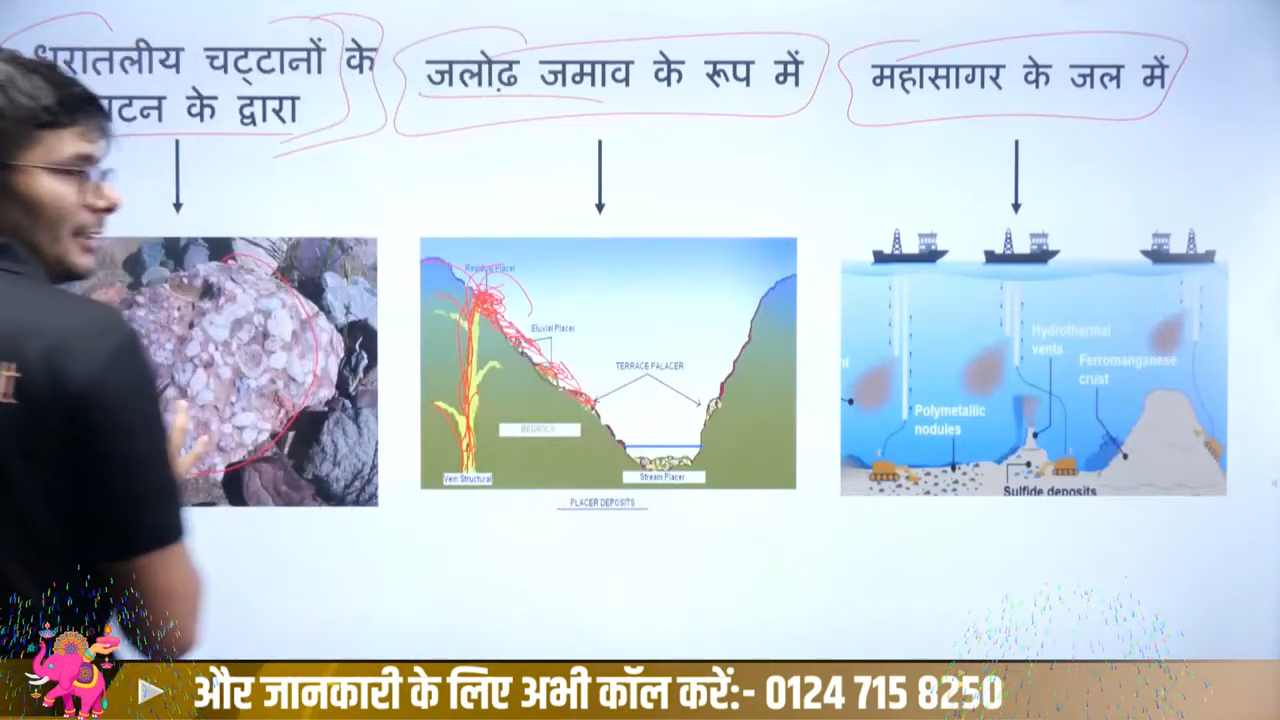 धरातलीय चट्टानों के
के द्वारा
जलोढ़ जमाव के रूप में
महासागर के जल में
Eluvial Placer
TERRACE PALACER
BEDROCK
Vein Structural
Stream Placer
PLACER DEPOSITS
Hydrothermal
vents
Ferromanganese
crust
Polymetallic
nodules
Sulfide deposits
और जानकारी के लिए अभी कॉल करें:- 0124 715 8250